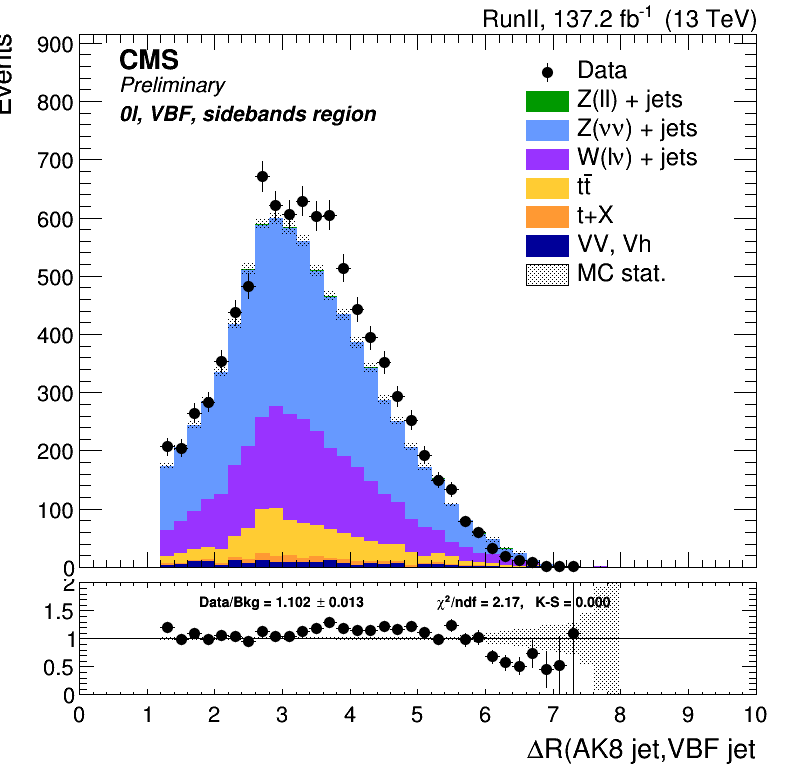 RunII, 137.2 fb⁻¹ (13 TeV)
Events
CMS
Preliminary
0l, VBF, sidebands region
Data
Z(ll) + jets
Z(νν) + jets
W(lν) + jets
tt̄
t+X
VV, Vh
MC stat.
900
800
700
600
500
400
300
200
100
0
Data/Bkg = 1.102 ± 0.013
χ²/ndf = 2.17, K-S = 0.000
2
1.5
1
0.5
0
0 1 2 3 4 5 6 7 8 9 10
ΔR(AK8 jet,VBF jet